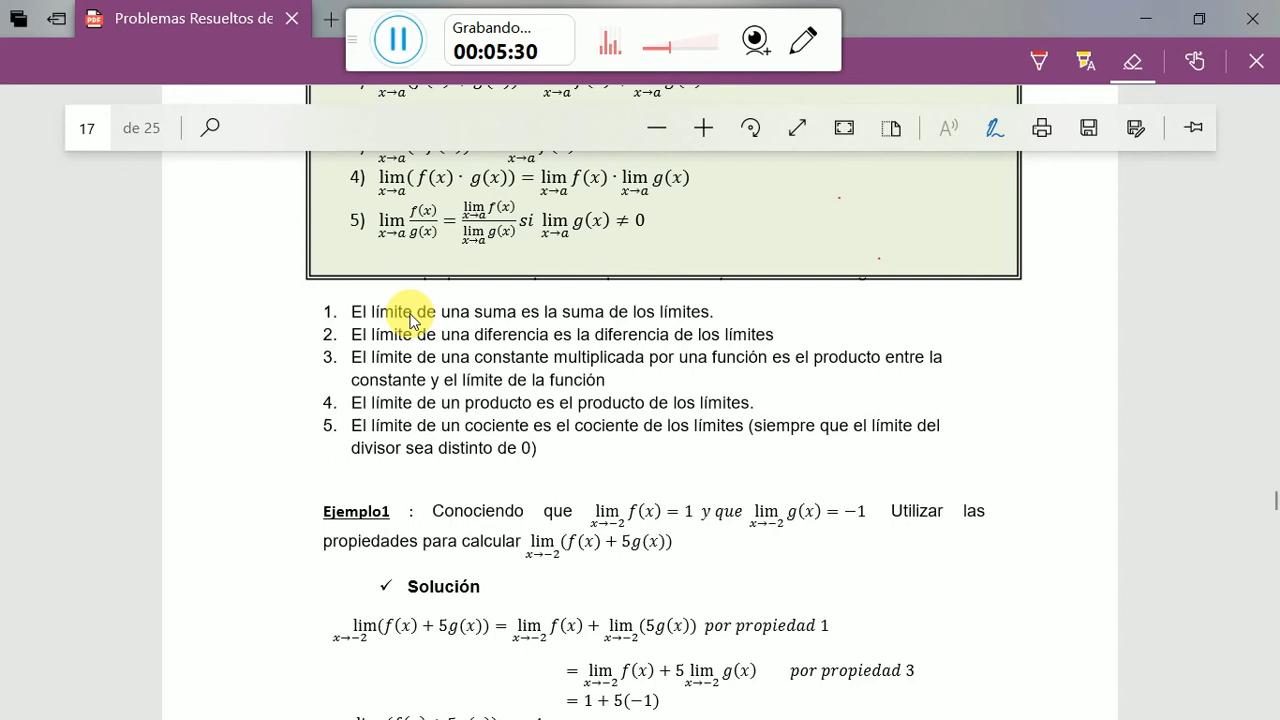 Problemas Resueltos de
Grabando...
00:05:30
17 de 25
4) lim x→a (f(x) · g(x)) = lim x→a f(x) · lim x→a g(x)
5) lim x→a f(x)/g(x) = lim x→a f(x) / lim x→a g(x) si lim x→a g(x) ≠ 0
1. El límite de una suma es la suma de los límites.
2. El límite de una diferencia es la diferencia de los límites
3. El límite de una constante multiplicada por una función es el producto entre la
constante y el límite de la función
4. El límite de un producto es el producto de los límites.
5. El límite de un cociente es el cociente de los límites (siempre que el límite del
divisor sea distinto de 0)
Ejemplo1 : Conociendo que lim x→−2 f(x) = 1 y que lim x→−2 g(x) = −1 Utilizar las
propiedades para calcular lim x→−2 (f(x) + 5g(x))
✓ Solución
lim x→−2 (f(x) + 5g(x)) = lim x→−2 f(x) + lim x→−2 (5g(x)) por propiedad 1
= lim x→−2 f(x) + 5 lim x→−2 g(x) por propiedad 3
= 1 + 5(−1)